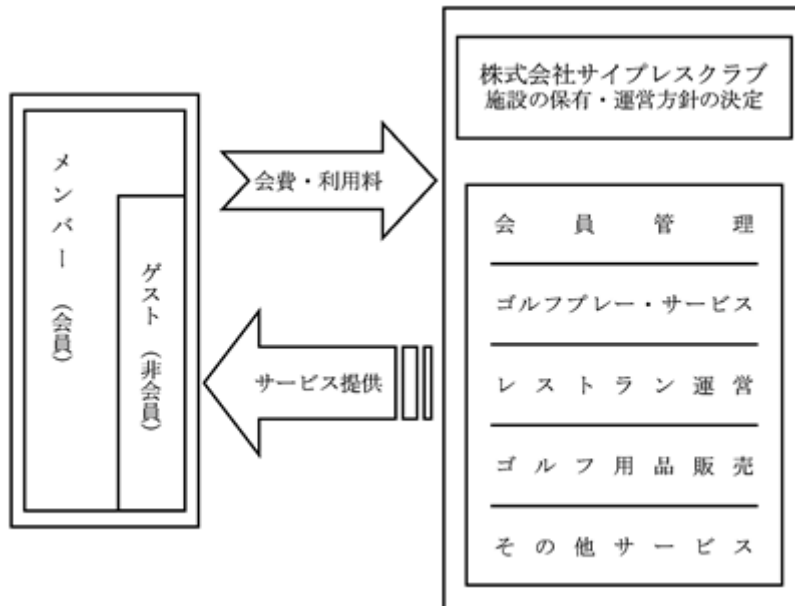 メンバー（会員）
ゲスト（非会員）
会費・利用料
サービス提供
株式会社サイプレスクラブ
施設の保有・運営方針の決定
会員管理
ゴルフプレー・サービス
レストラン運営
ゴルフ用品販売
その他サービス